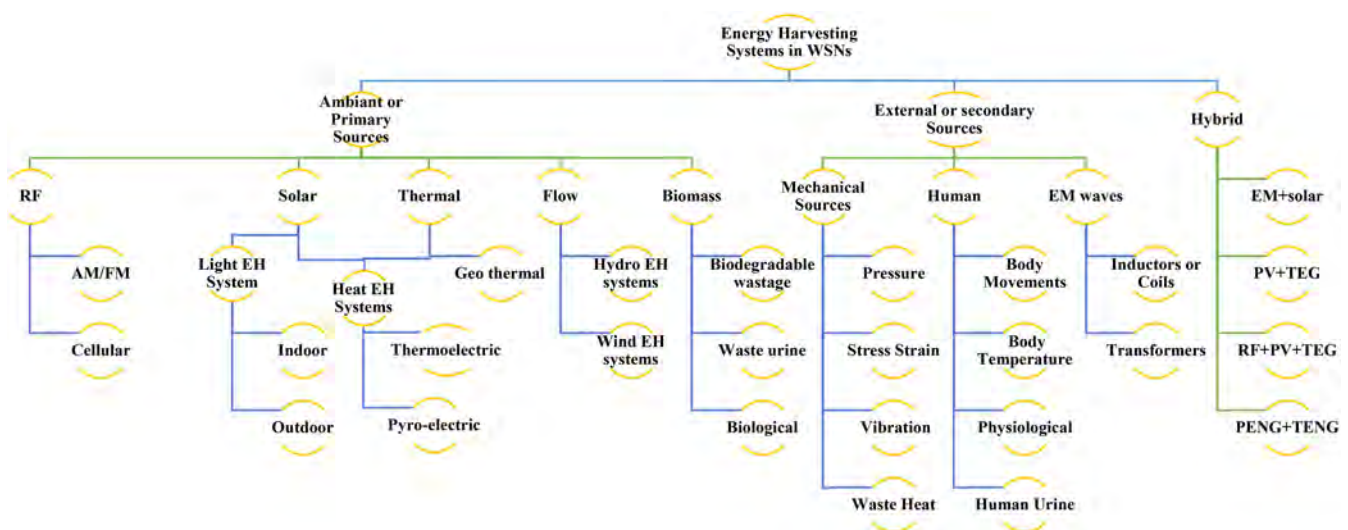 Energy Harvesting
Systems in WSNs
Ambiant or
Primary
Sources
External or secondary
Sources
Hybrid
RF
Solar
Thermal
Flow
Biomass
Mechanical
Sources
Human
EM waves
EM+solar
AM/FM
Light EH
System
Heat EH
Systems
Geo thermal
Hydro EH
systems
Biodegradable
wastage
Pressure
Body
Movements
Inductors or
Coils
PV+TEG
Cellular
Indoor
Thermoelectric
Wind EH
systems
Waste urine
Stress Strain
Body
Temperature
Transformers
RF+PV+TEG
Outdoor
Pyro-electric
Biological
Vibration
Physiological
PENG+TENG
Waste Heat
Human Urine